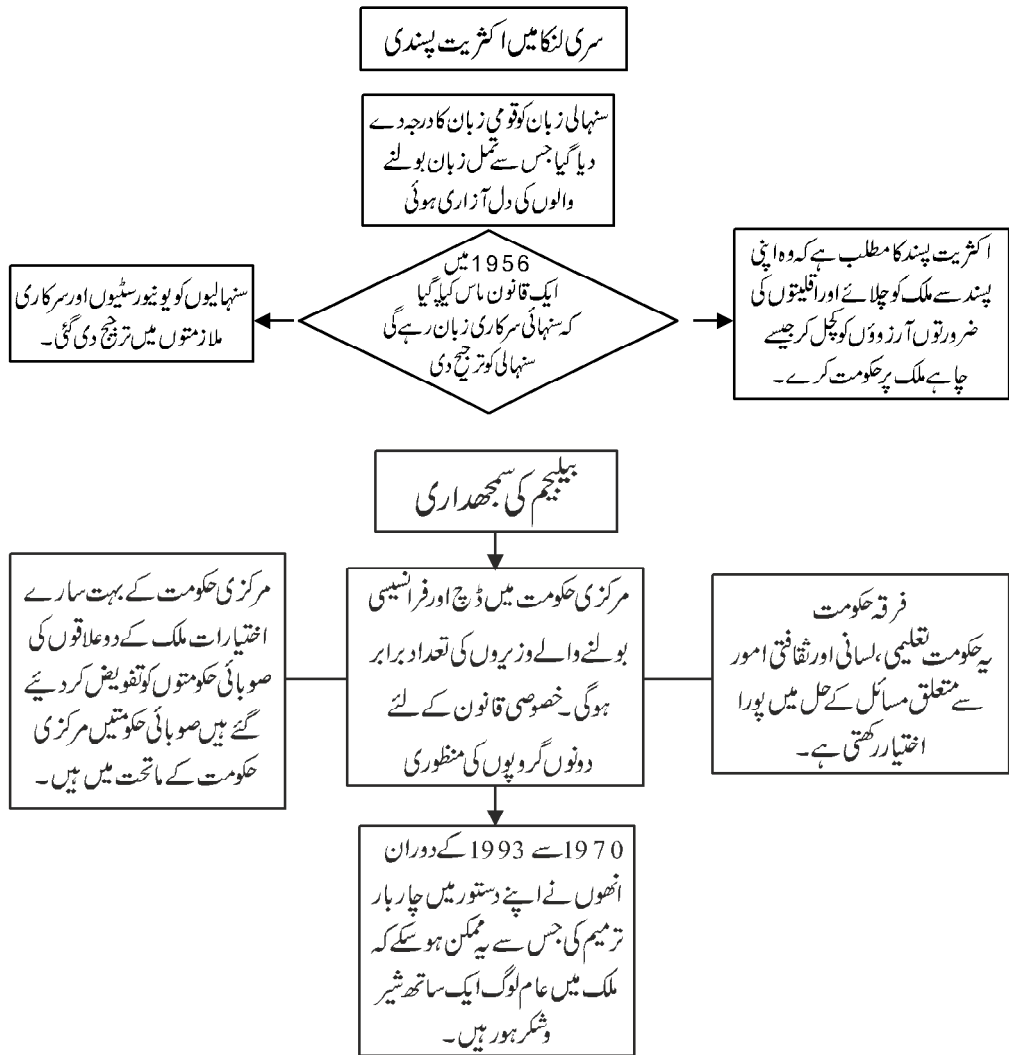 سری لنکا میں اکثریت پسندی
سنہالی زبان کو قومی زبان کا درجہ دے
دیا گیا جس سے تمل زبان بولنے
والوں کی دل آزاری ہوئی
اکثریت پسند کا مطلب ہے کہ وہ اپنی
پسند سے ملک کو چلائے اور اقلیتوں کی
ضرورتوں آرزوؤں کو کچل کر جیسے
چاہے ملک پر حکومت کرے۔
1956 میں
ایک قانون ماس کیا پگیا
کہ سنہائی سرکاری زبان رہے گی
سنہالی کو ترجیح دی
سنہالیوں کو یونیورسٹیوں اور سرکاری
ملازمتوں میں ترجیح دی گئی۔
بیلجیم کی سمجھداری
فرقہ حکومت
یہ حکومت تعلیمی، لسانی اور ثقافتی امور
سے متعلق مسائل کے حل میں پورا
اختیار رکھتی ہے۔
مرکزی حکومت میں ڈچ اور فرانسیسی
بولنے والے وزیروں کی تعداد برابر
ہوگی۔ خصوصی قانون کے لئے
دونوں گروپوں کی منظوری
مرکزی حکومت کے بہت سارے
اختیارات ملک کے دو علاقوں کی
صوبائی حکومتوں کو تفویض کر دیئے
گئے ہیں صوبائی حکومتیں مرکزی
حکومت کے ماتحت میں ہیں۔
1970 سے 1993 کے دوران
انھوں نے اپنے دستور میں چار بار
ترمیم کی جس سے یہ ممکن ہو سکے کہ
ملک میں عام لوگ ایک ساتھ شیر
وشکر ہو رہیں۔